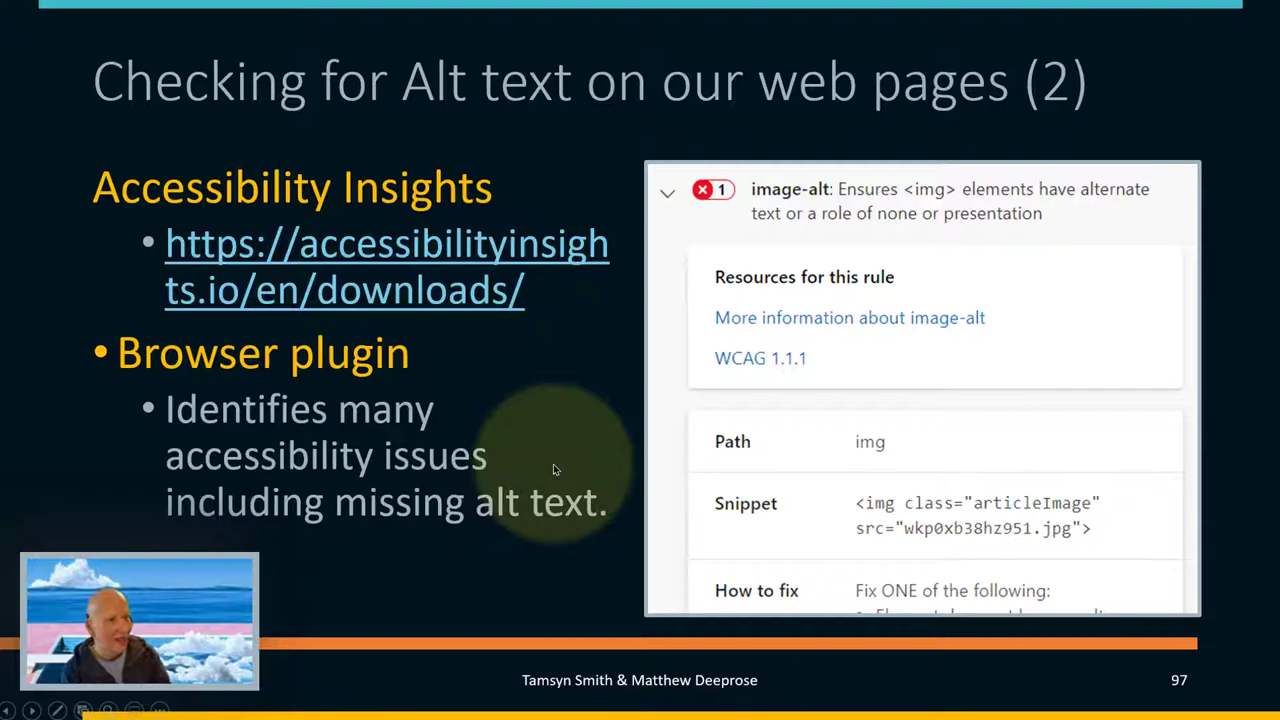 Checking for Alt text on our web pages (2)
Accessibility Insights
• https://accessibilityinsigh
ts.io/en/downloads/
• Browser plugin
• Identifies many
accessibility issues
including missing alt text.
1 image-alt: Ensures <img> elements have alternate
text or a role of none or presentation
Resources for this rule
More information about image-alt
WCAG 1.1.1
Path img
Snippet <img class="articleImage"
src="wkp0xb38hz951.jpg">
How to fix Fix ONE of the following:
Tamsyn Smith & Matthew Deeprose
97